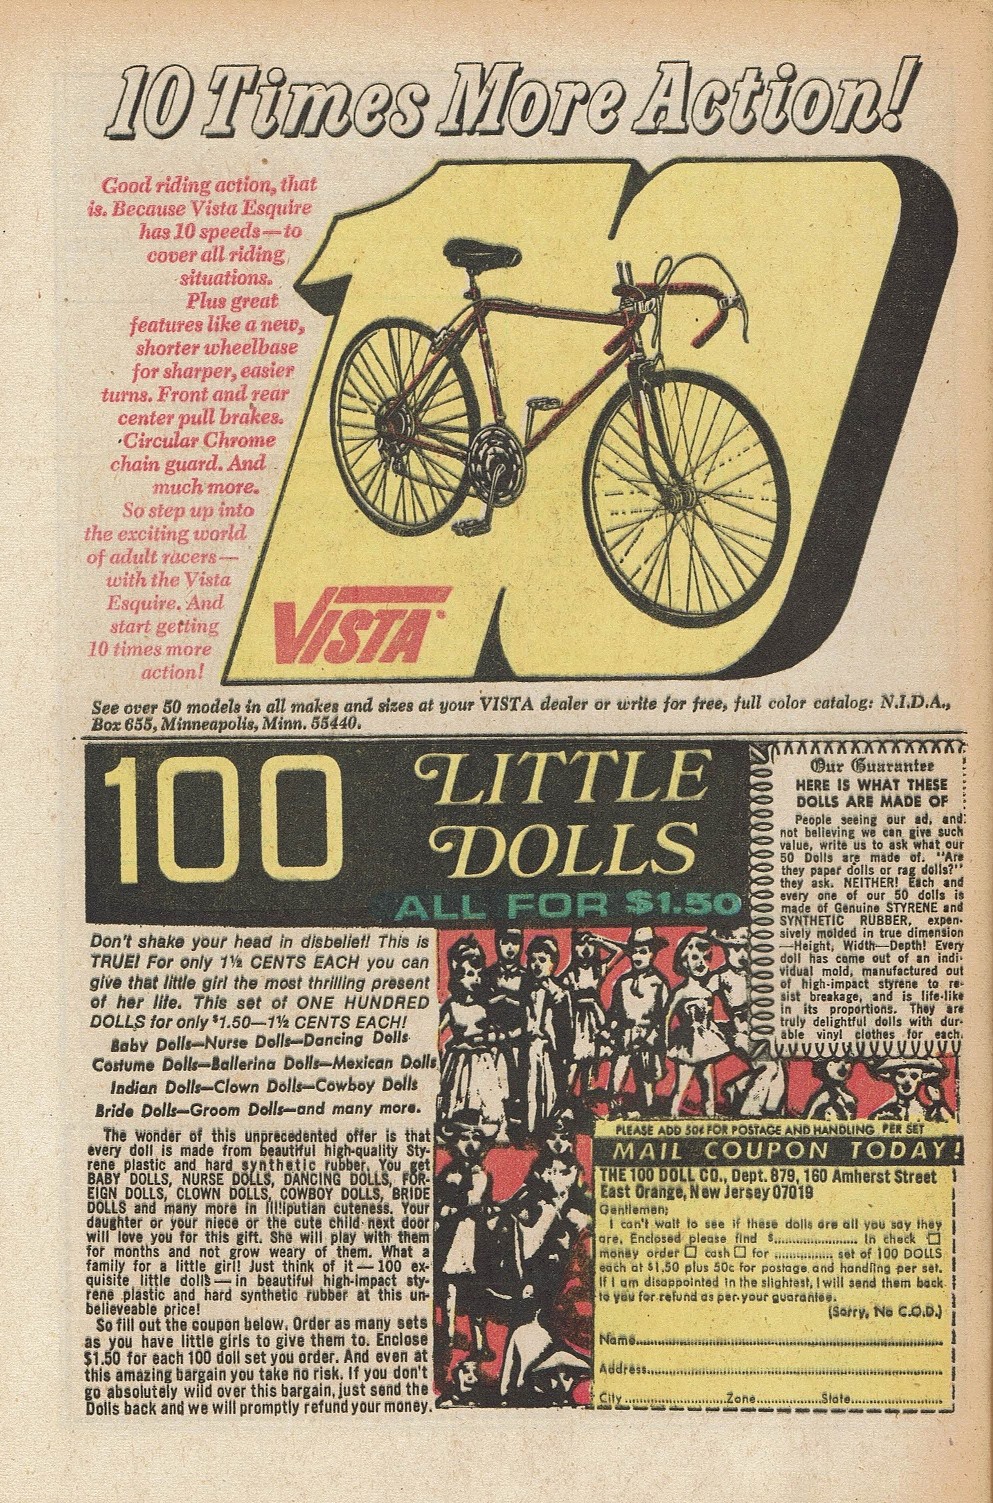 10 Times More Action!
Good riding action, that
is. Because Vista Esquire
has 10 speeds—to
cover all riding
situations.
Plus great
features like a new,
shorter wheelbase
for sharper, easier
turns. Front and rear
center pull brakes.
Circular Chrome
chain guard. And
much more.
So step up into
the exciting world
of adult racers—
with the Vista
Esquire. And
start getting
10 times more
action!
10
VISTA®
See over 50 models in all makes and sizes at your VISTA dealer or write for free, full color catalog: N.I.D.A.,
Box 655, Minneapolis, Minn. 55440.
100 LITTLE
DOLLS
ALL FOR $1.50
Don't shake your head in disbelief! This is
TRUE! For only 1½ CENTS EACH you can
give that little girl the most thrilling present
of her life. This set of ONE HUNDRED
DOLLS for only $1.50—1½ CENTS EACH!
Baby Dolls—Nurse Dolls—Dancing Dolls
Costume Dolls—Ballerina Dolls—Mexican Dolls
Indian Dolls—Clown Dolls—Cowboy Dolls
Bride Dolls—Groom Dolls—and many more.
The wonder of this unprecedented offer is that
every doll is made from beautiful high-quality Sty-
rene plastic and hard synthetic rubber. You get
BABY DOLLS, NURSE DOLLS, DANCING DOLLS, FOR-
EIGN DOLLS, CLOWN DOLLS, COWBOY DOLLS, BRIDE
DOLLS and many more in lilliputian cuteness. Your
daughter or your niece or the cute child next door
will love you for this gift. She will play with them
for months and not grow weary of them. What a
family for a little girl! Just think of it—100 ex-
quisite little dolls—in beautiful high-impact sty-
rene plastic and hard synthetic rubber at this un-
believeable price!
So fill out the coupon below. Order as many sets
as you have little girls to give them to. Enclose
$1.50 for each 100 doll set you order. And even at
this amazing bargain you take no risk. If you don't
go absolutely wild over this bargain, just send the
Dolls back and we will promptly refund your money.
Our Guarantee
HERE IS WHAT THESE
DOLLS ARE MADE OF
People seeing our ad, and
not believing we can give such
value, write us to ask what our
50 Dolls are made of. "Are
they paper dolls or rag dolls?"
they ask. NEITHER! Each and
every one of our 50 dolls is
made of Genuine STYRENE and
SYNTHETIC RUBBER, expen-
sively molded in true dimension
—Height, Width—Depth! Every
doll has come out of an indi-
vidual mold, manufactured out
of high-impact styrene to re-
sist breakage, and is life-like
in its proportions. They are
truly delightful dolls with dur-
able vinyl clothes for each.
PLEASE ADD 50¢ FOR POSTAGE AND HANDLING PER SET
MAIL COUPON TODAY!
THE 100 DOLL CO., Dept. 879, 160 Amherst Street
East Orange, New Jersey 07019
Gentlemen:
I can't wait to see if these dolls are all you say they
are. Enclosed please find $.................... in check ☐
money order ☐ cash ☐ for ............... set of 100 DOLLS
each at $1.50 plus 50c for postage and handling per set.
If I am disappointed in the slightest, I will send them back
to you for refund as per your guarantee.
(Sorry, No C.O.D.)
Name....................
Address....................
City....................Zone....................State....................